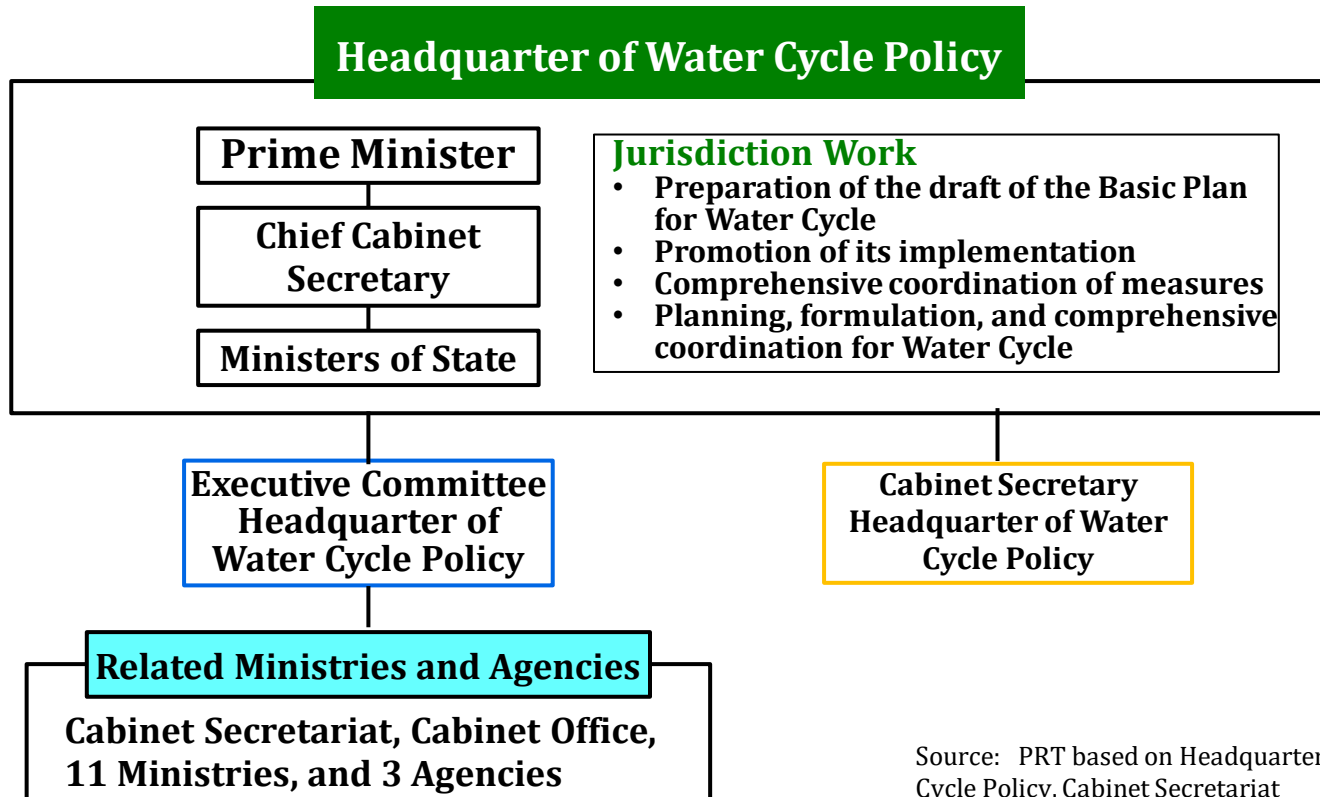 Headquarter of Water Cycle Policy
Prime Minister
Chief Cabinet
Secretary
Ministers of State
Jurisdiction Work
• Preparation of the draft of the Basic Plan
for Water Cycle
• Promotion of its implementation
• Comprehensive coordination of measures
• Planning, formulation, and comprehensive
coordination for Water Cycle
Executive Committee
Headquarter of
Water Cycle Policy
Cabinet Secretary
Headquarter of Water
Cycle Policy
Related Ministries and Agencies
Cabinet Secretariat, Cabinet Office,
11 Ministries, and 3 Agencies
Source: PRT based on Headquarter
Cycle Policy, Cabinet Secretariat